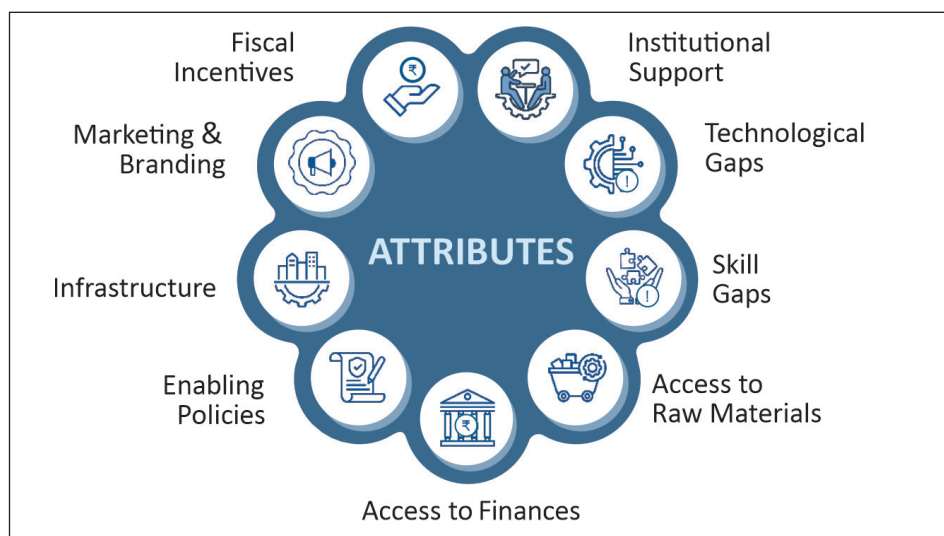 Fiscal
Incentives
Institutional
Support
Marketing &
Branding
Technological
Gaps
ATTRIBUTES
Infrastructure
Skill
Gaps
Enabling
Policies
Access to
Raw Materials
Access to Finances
₹
!
!
₹